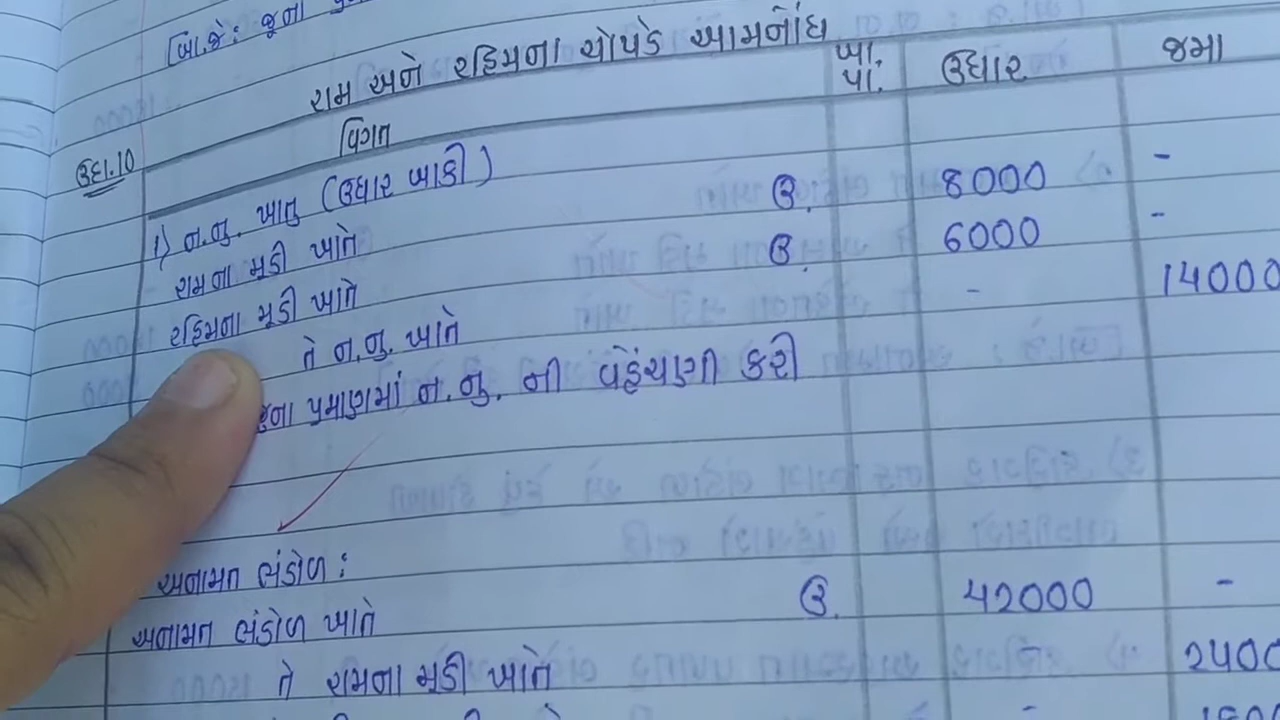 [બા.જે: જૂના
રામ અને રહિમના ચોપડે આમનોંધ
ઉદા.10 વિગત ખા. પા. ઉધાર જમા
1) ન.નુ. ખાતુ (ઉધાર બાકી)
રામના મૂડી ખાતે ઉ. 8000 -
રહિમના મૂડી ખાતે ઉ. 6000 -
તે ન.નુ. ખાતે - 14000
પ્રમાણમાં ન.નુ. ની વહેંચણી કરી
અનામત ભંડોળ:
અનામત ભંડોળ ખાતે ઉ. 42000 -
તે રામના મૂડી ખાતે 2400